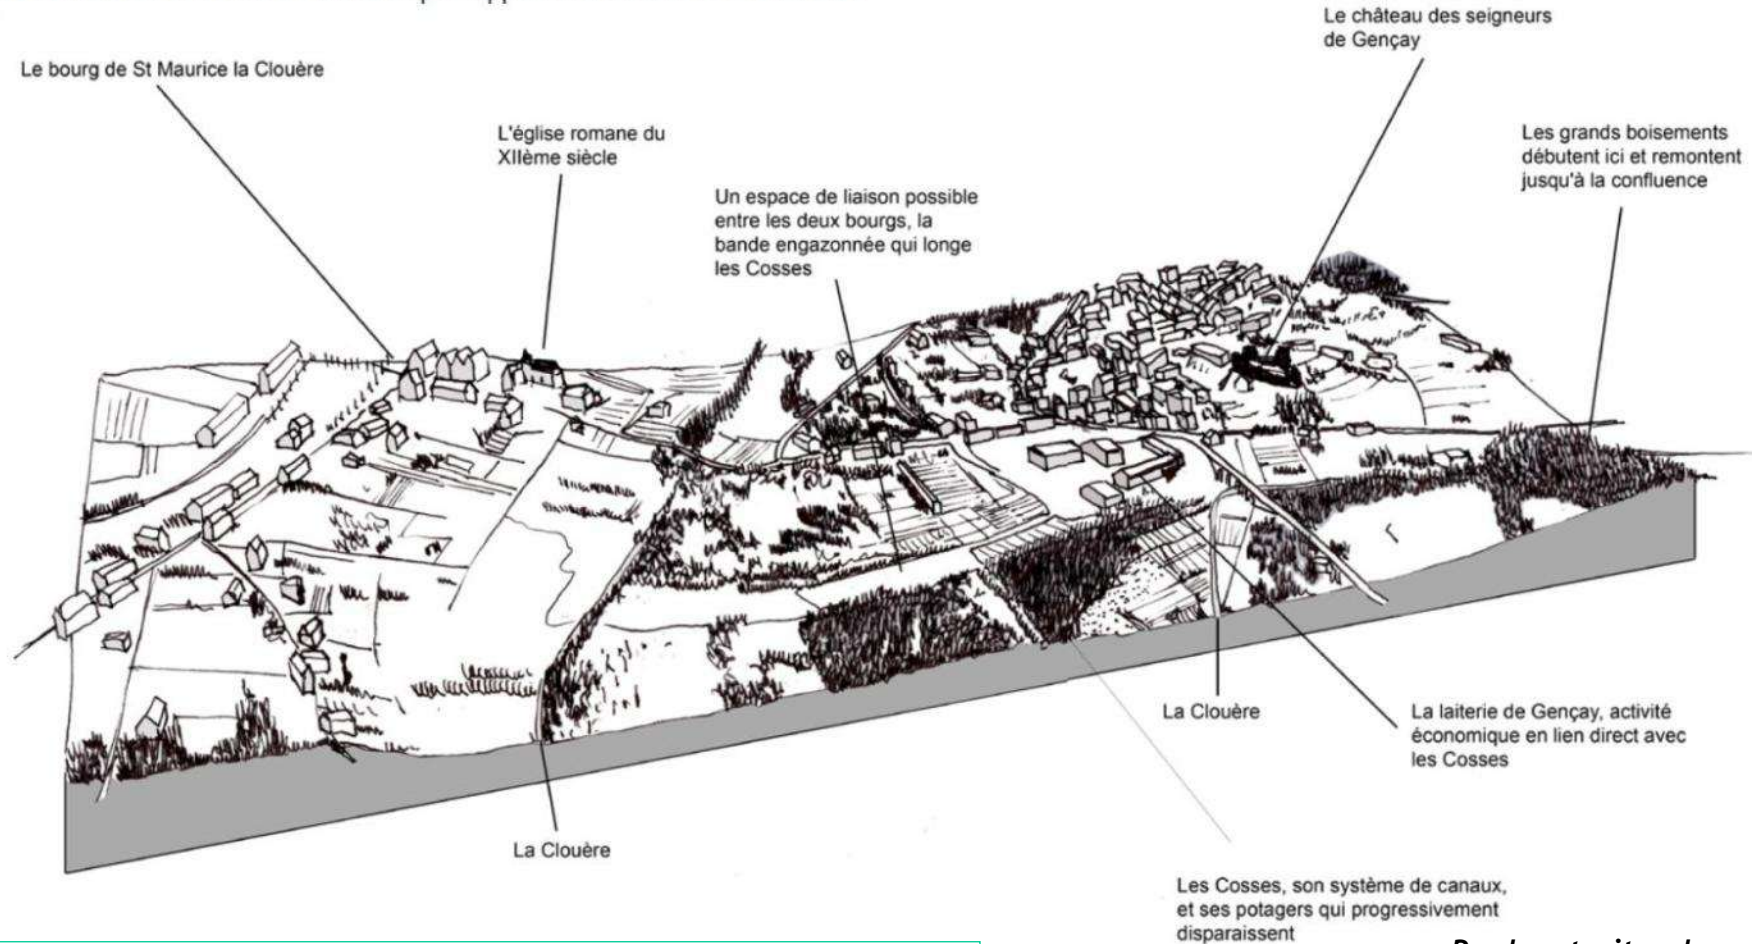 Le château des seigneurs
de Gençay
Le bourg de St Maurice la Clouère
L'église romane du
XIIème siècle
Les grands boisements
débutent ici et remontent
jusqu'à la confluence
Un espace de liaison possible
entre les deux bourgs, la
bande engazonnée qui longe
les Cosses
La Clouère
La laiterie de Gençay, activité
économique en lien direct avec
les Cosses
La Clouère
Les Cosses, son système de canaux,
et ses potagers qui progressivement
disparaissent